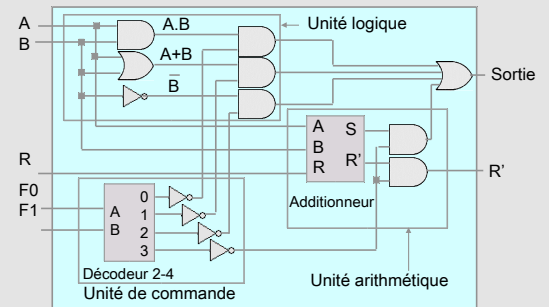 A
B
A.B
Unité logique
A+B
B̅
Sortie
A S
B
R R'
R
R'
Additionneur
F0
F1
A
B
0
1
2
3
Décodeur 2-4
Unité de commande
Unité arithmétique